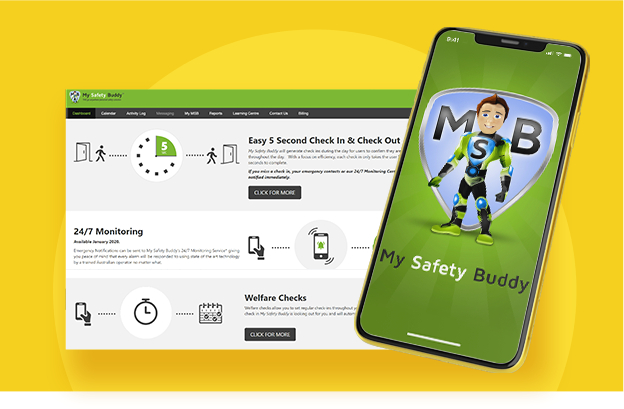 My Safety Buddy
Dashboard Calendar Activity Log Messaging My MSB Reports Learning Centre Contact Us Billing
Easy 5 Second Check In & Check Out
My Safety Buddy will generate check ins during the day for users to confirm they are
throughout the day. With a focus on efficiency, each check in only takes the user
seconds to complete.
If you miss a check in, your emergency contacts or our 24/7 Monitoring Cen
notified immediately.
CLICK FOR MORE
5
24/7 Monitoring
Available January 2020.
Emergency Notifications can be sent to My Safety Buddy's 24/7 Monitoring Service* giving
you peace of mind that every alarm will be responded to using state of the art technology
by a trained Australian operator no matter what.
Welfare Checks
Welfare checks allow you to set regular check ins throughout
check in My Safety Buddy is looking out for you and will autom
CLICK FOR MORE
9:41
M S B
My Safety Buddy